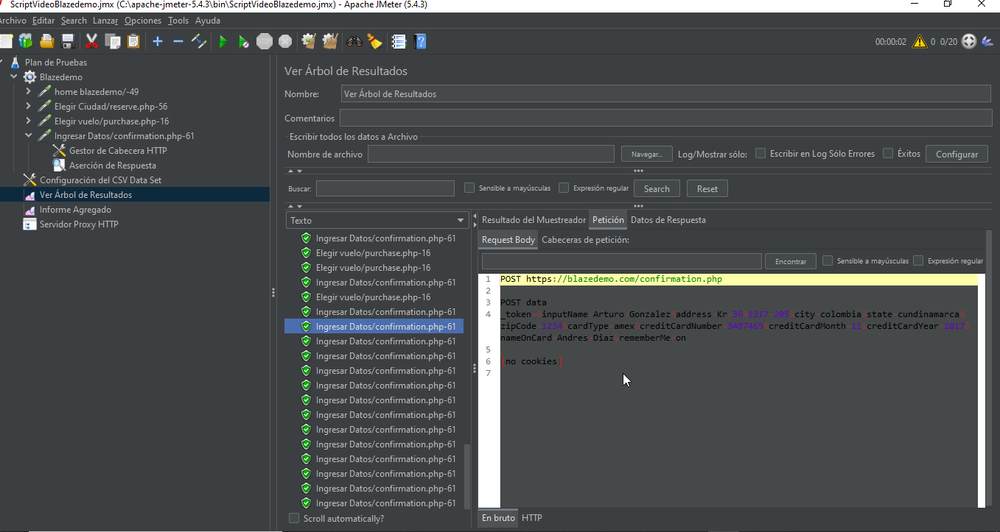 ScriptVideoBlazedemo.jmx (C:\apache-jmeter-5.4.3\bin\ScriptVideoBlazedemo.jmx) - Apache JMeter (5.4.3)
Archivo Editar Search Lanzar Opciones Tools Ayuda
00:00:02 0 0/20
Plan de Pruebas
Blazedemo
home blazedemo/-49
Elegir Ciudad/reserve.php-56
Elegir vuelo/purchase.php-16
Ingresar Datos/confirmation.php-61
Gestor de Cabecera HTTP
Aserción de Respuesta
Configuración del CSV Data Set
Ver Árbol de Resultados
Informe Agregado
Servidor Proxy HTTP
Ver Árbol de Resultados
Nombre: Ver Árbol de Resultados
Comentarios
Escribir todos los datos a Archivo
Nombre de archivo Navegar... Log/Mostrar sólo: Escribir en Log Sólo Errores Éxitos Configurar
Buscar: Sensible a mayúsculas Expresión regular Search Reset
Texto
Ingresar Datos/confirmation.php-61
Elegir vuelo/purchase.php-16
Elegir vuelo/purchase.php-16
Ingresar Datos/confirmation.php-61
Elegir vuelo/purchase.php-16
Ingresar Datos/confirmation.php-61
Ingresar Datos/confirmation.php-61
Ingresar Datos/confirmation.php-61
Ingresar Datos/confirmation.php-61
Ingresar Datos/confirmation.php-61
Ingresar Datos/confirmation.php-61
Ingresar Datos/confirmation.php-61
Ingresar Datos/confirmation.php-61
Ingresar Datos/confirmation.php-61
Ingresar Datos/confirmation.php-61
Ingresar Datos/confirmation.php-61
Ingresar Datos/confirmation.php-61
Ingresar Datos/confirmation.php-61
Ingresar Datos/confirmation.php-61
Scroll automatically?
Resultado del Muestreador Petición Datos de Respuesta
Request Body Cabeceras de petición:
Encontrar Sensible a mayúsculas Expresión regular
1 POST https://blazedemo.com/confirmation.php
2
3 POST data:
4 _token=&inputName=Arturo+Gonzalez&address=Kr+36+2317+205&city=colombia&state=cundinamarca&
zipCode=1234&cardType=amex&creditCardNumber=3487465&creditCardMonth=11&creditCardYear=2017&
nameOnCard=Andres+Diaz&rememberMe=on
5
6 [no cookies]
7
En bruto HTTP